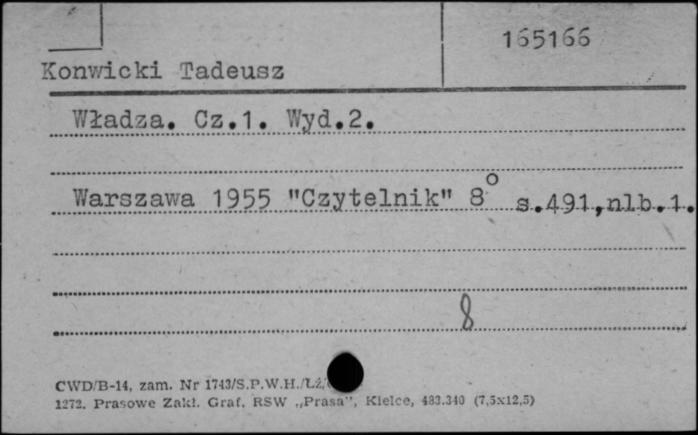 165166
Konwicki Tadeusz
Władza. Cz.1. Wyd.2.
Warszawa 1955 "Czytelnik" 8° s.491,nlb.1.
8
CWD/B-14, zam. Nr 1743/S.P.W.H./Łź/
1272. Prasowe Zakł. Graf. RSW „Prasa", Kielce, 483.340 (7,5x12,5)